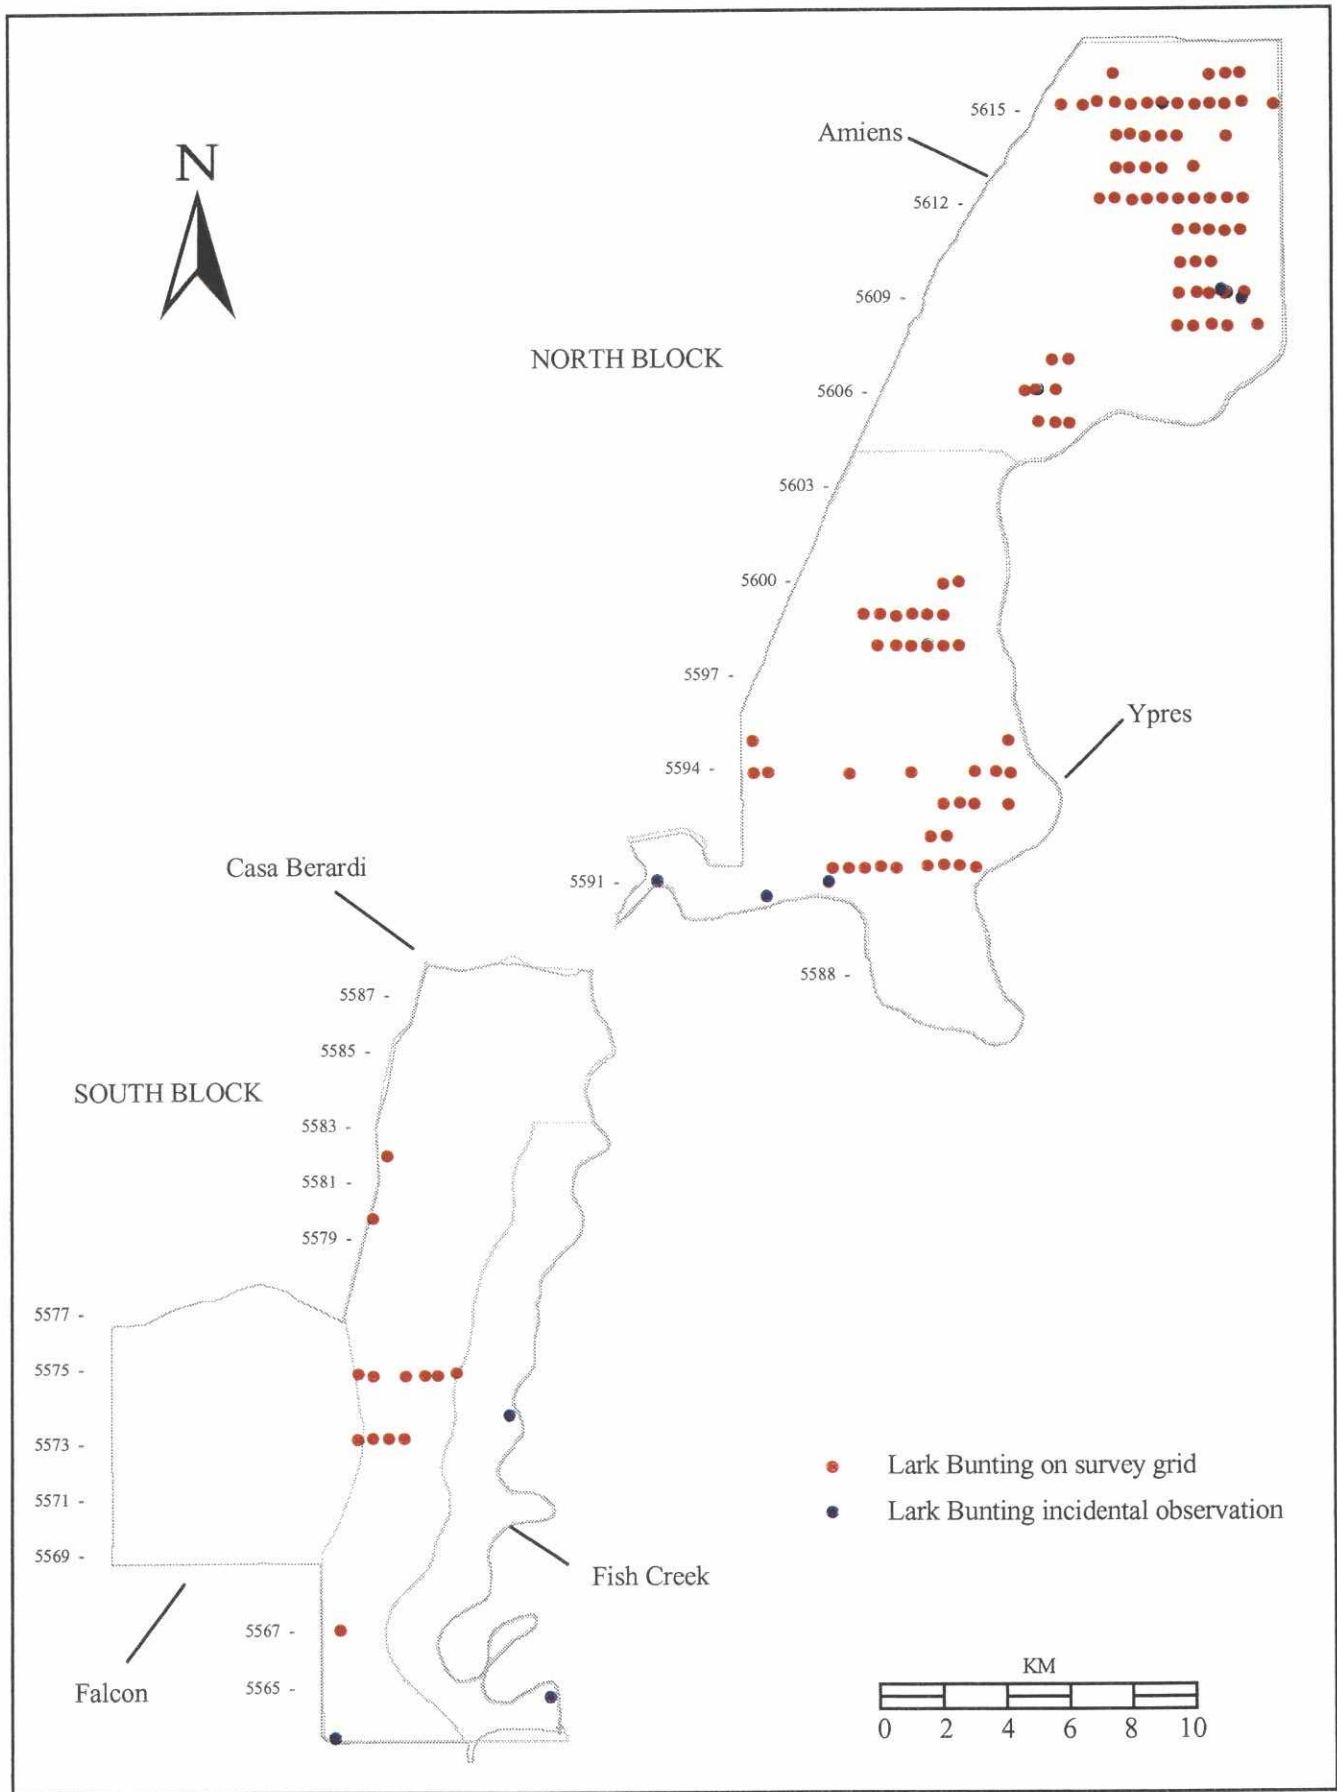 5615 -
Amiens
N
5612 -
5609 -
NORTH BLOCK
5606 -
5603 -
5600 -
5597 -
Ypres
5594 -
Casa Berardi
5591 -
5588 -
5587 -
5585 -
SOUTH BLOCK
5583 -
5581 -
5579 -
5577 -
5575 -
5573 -
Lark Bunting on survey grid
5571 -
Lark Bunting incidental observation
5569 -
Fish Creek
5567 -
KM
5565 -
Falcon
0 2 4 6 8 10